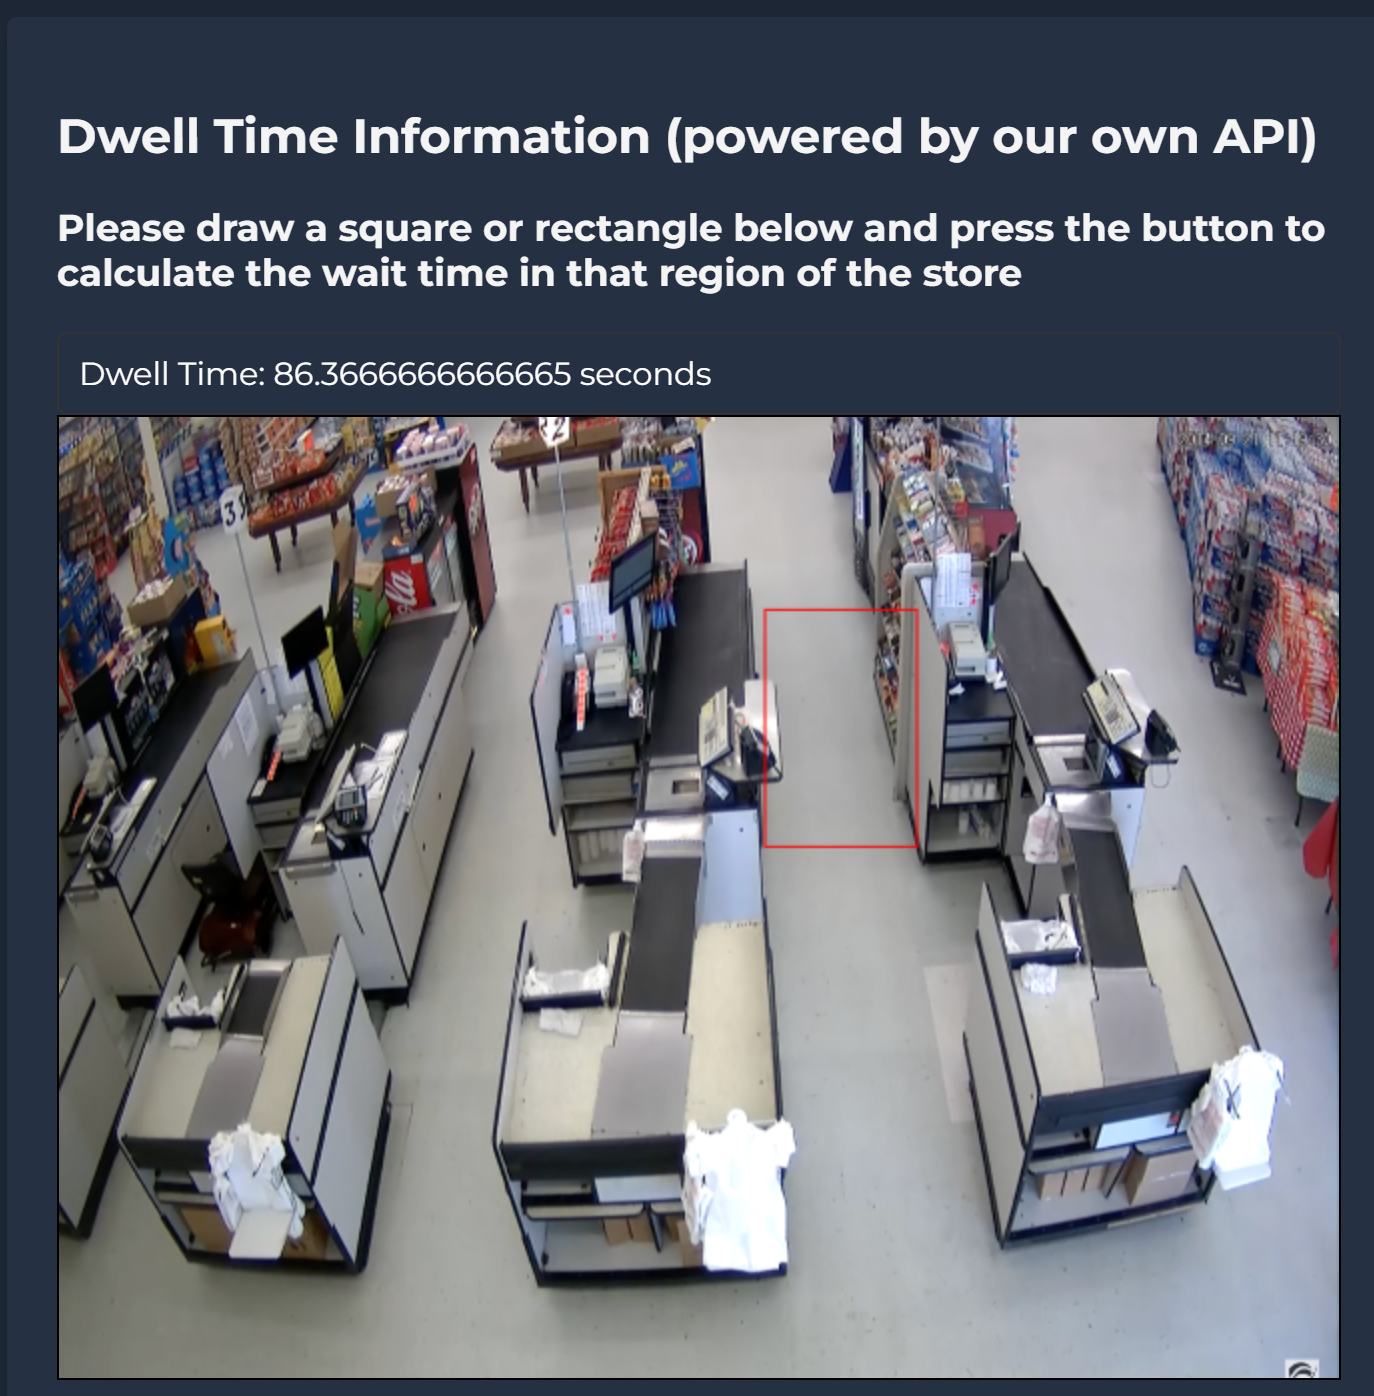 Dwell Time Information (powered by our own API)
Please draw a square or rectangle below and press the button to
calculate the wait time in that region of the store
Dwell Time: 86.3666666666665 seconds
2
3